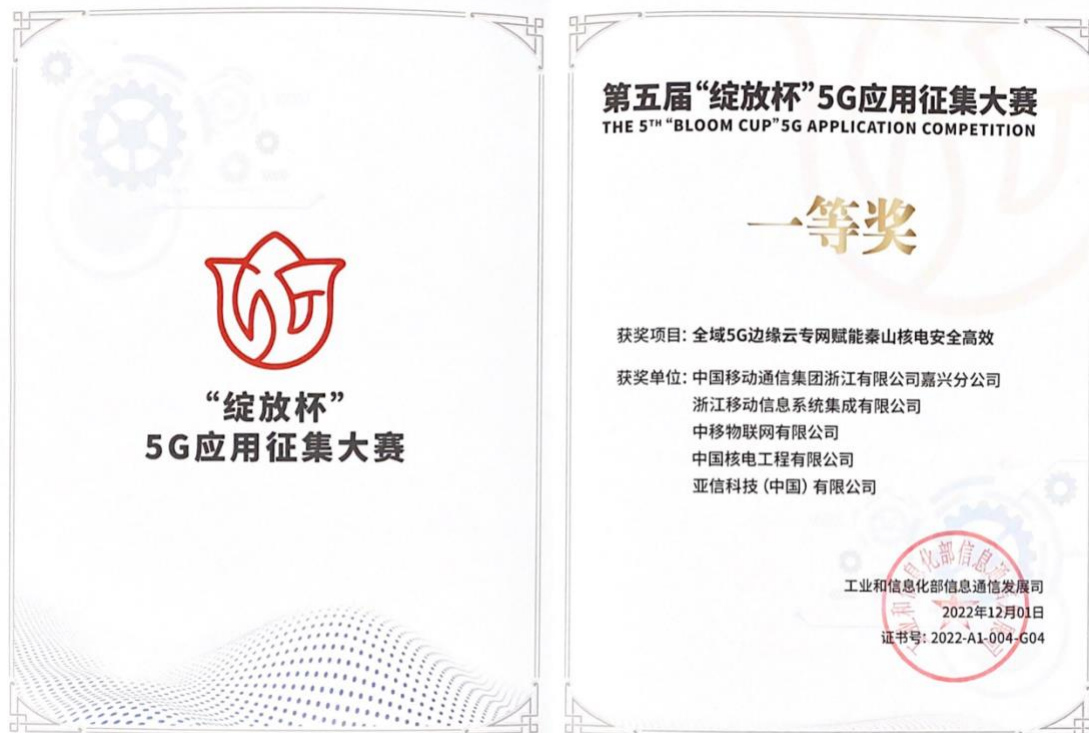 “绽放杯”
5G应用征集大赛
第五届“绽放杯”5G应用征集大赛
THE 5TH “BLOOM CUP”5G APPLICATION COMPETITION
一等奖
获奖项目：全域5G边缘云专网赋能秦山核电安全高效
获奖单位：中国移动通信集团浙江有限公司嘉兴分公司
浙江移动信息系统集成有限公司
中移物联网有限公司
中国核电工程有限公司
亚信科技（中国）有限公司
工业和信息化部信息通信发展司
2022年12月01日
证书号：2022-A1-004-G04